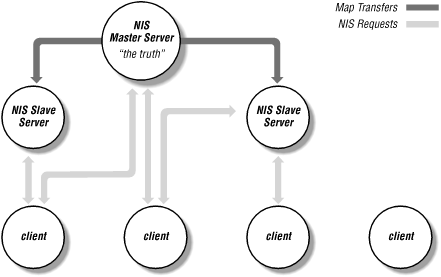 NIS
Master Server
“the truth”
Map Transfers
NIS Requests
NIS Slave
Server
NIS Slave
Server
client
client
client
client